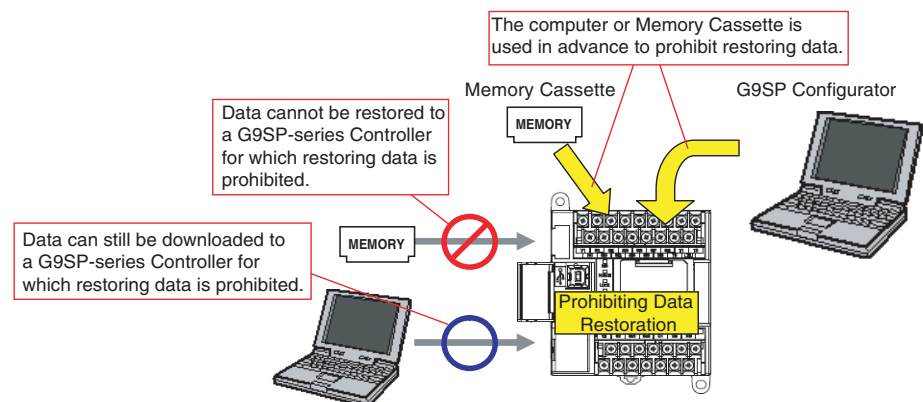 The computer or Memory Cassette is
used in advance to prohibit restoring data.
Memory Cassette
G9SP Configurator
MEMORY
Data cannot be restored to
a G9SP-series Controller
for which restoring data is
prohibited.
MEMORY
Data can still be downloaded to
a G9SP-series Controller for
which restoring data is prohibited.
Prohibiting Data
Restoration